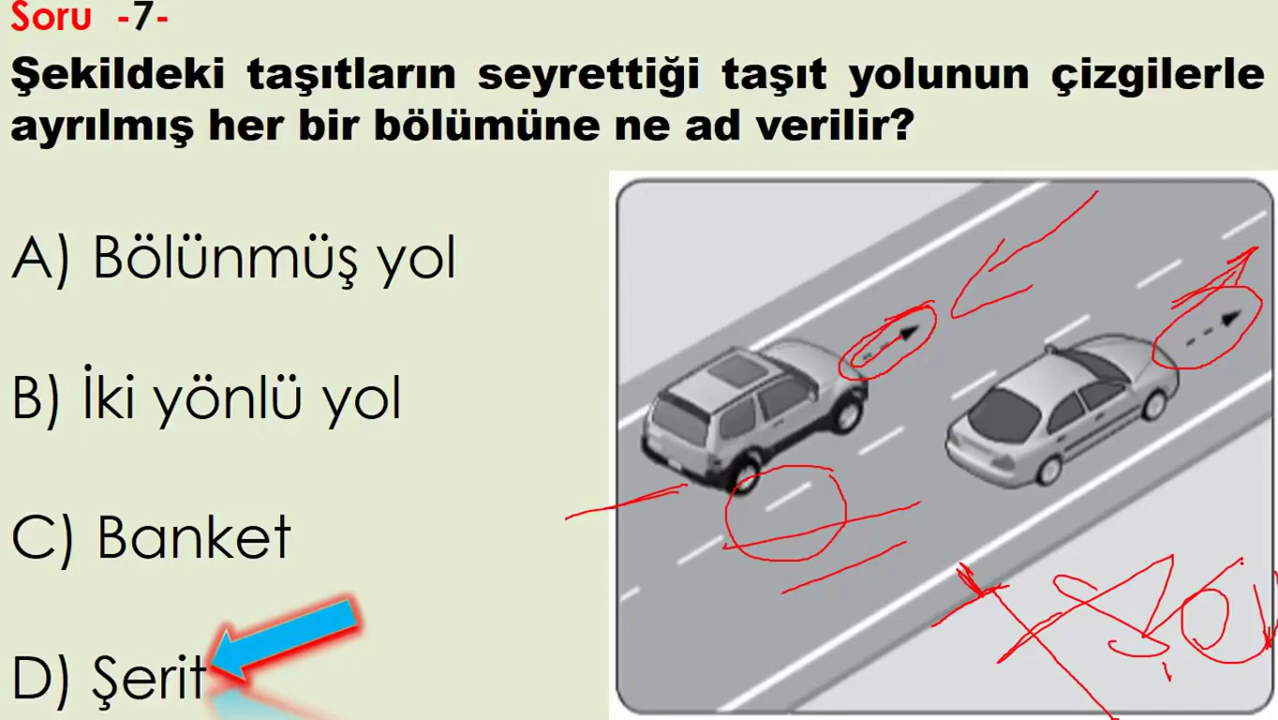 Soru -7-
Şekildeki taşıtların seyrettiği taşıt yolunun çizgilerle
ayrılmış her bir bölümüne ne ad verilir?
A) Bölünmüş yol
B) İki yönlü yol
C) Banket
D) Şerit